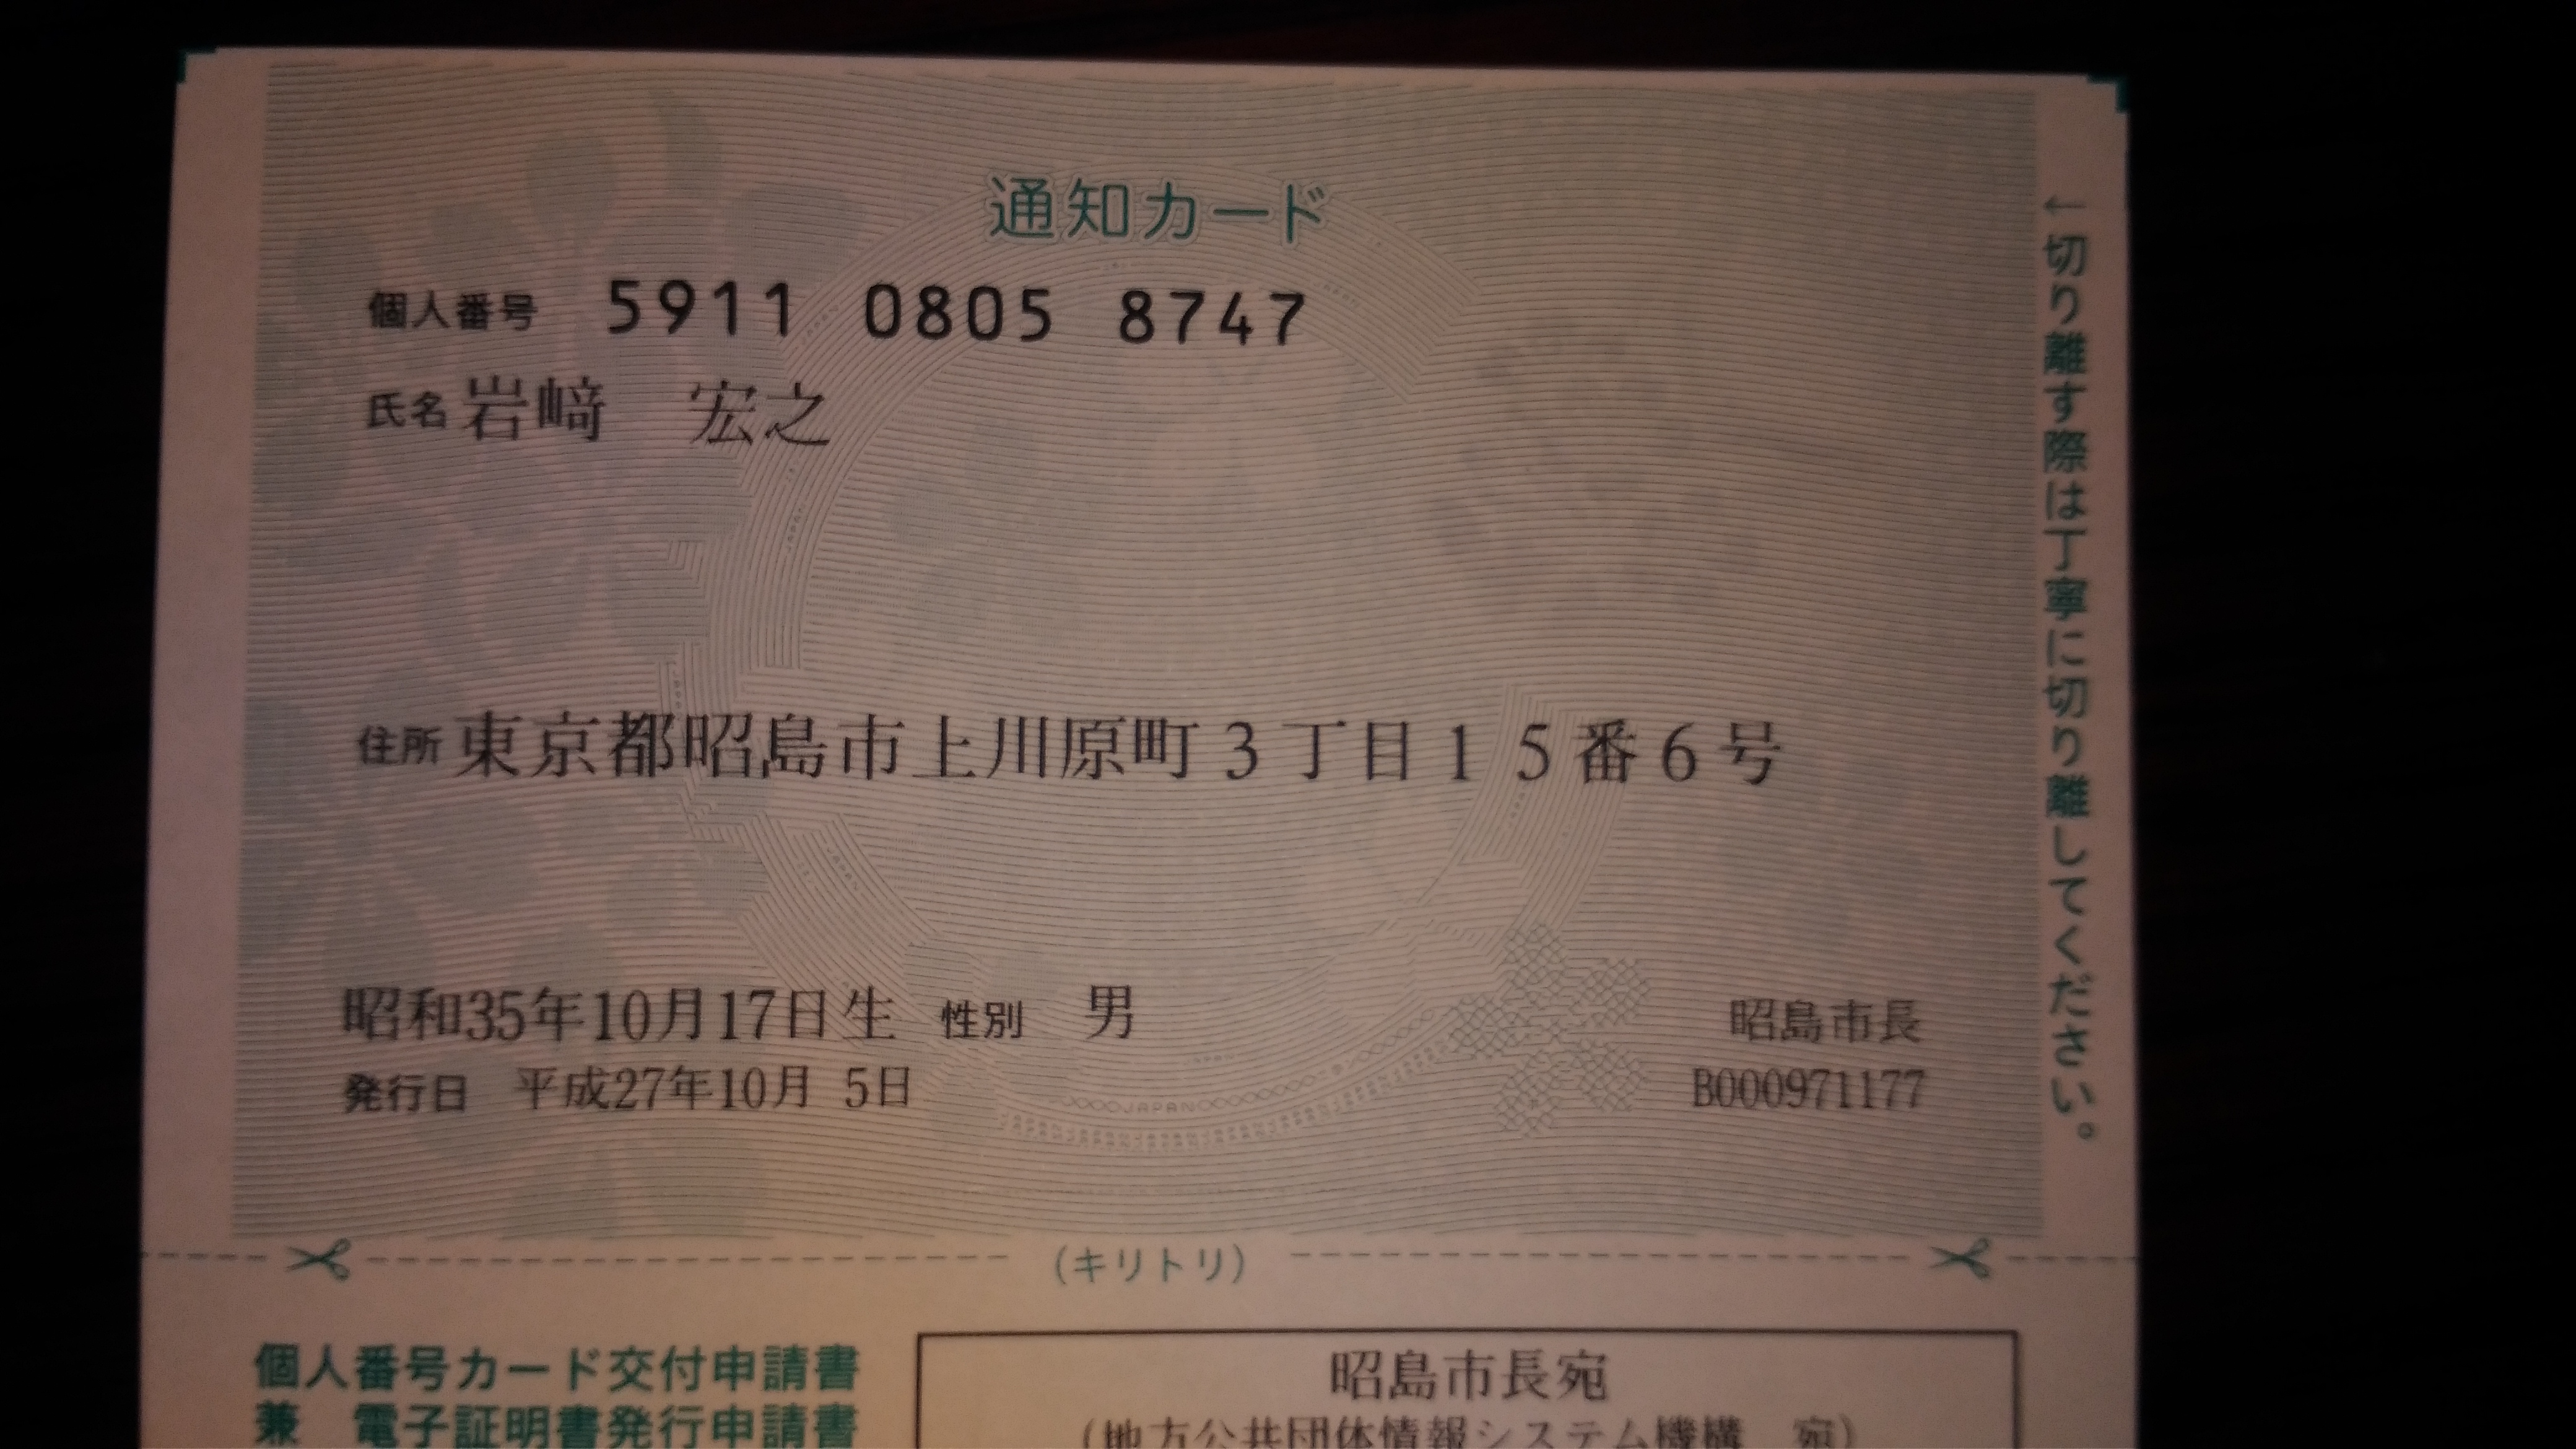 通知カード
個人番号 5911 0805 8747
氏名 岩﨑 宏之
住所 東京都昭島市上川原町3丁目15番6号
昭和35年10月17日生 性別 男
昭島市長
発行日 平成27年10月 5日
B000971177
←切り離す際は丁寧に切り離してください。
(キリトリ)
個人番号カード交付申請書
兼 電子証明書発行申請書
昭島市長宛
(地方公共団体情報システム機構 宛)